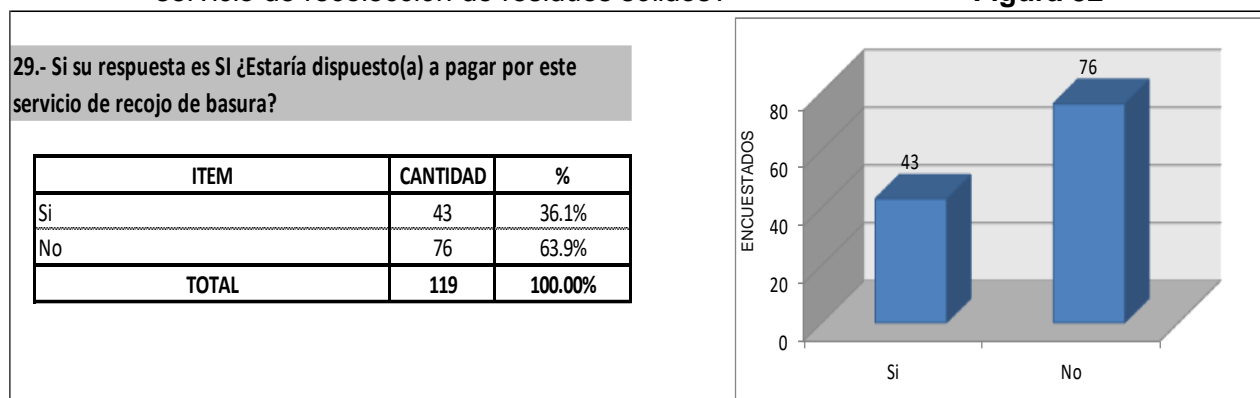 29.- Si su respuesta es SI ¿Estaría dispuesto(a) a pagar por este
servicio de recojo de basura?
ITEM CANTIDAD %
Si 43 36.1%
No 76 63.9%
TOTAL 119 100.00%
ENCUESTADOS
80
60
40
20
0
43
76
Si No